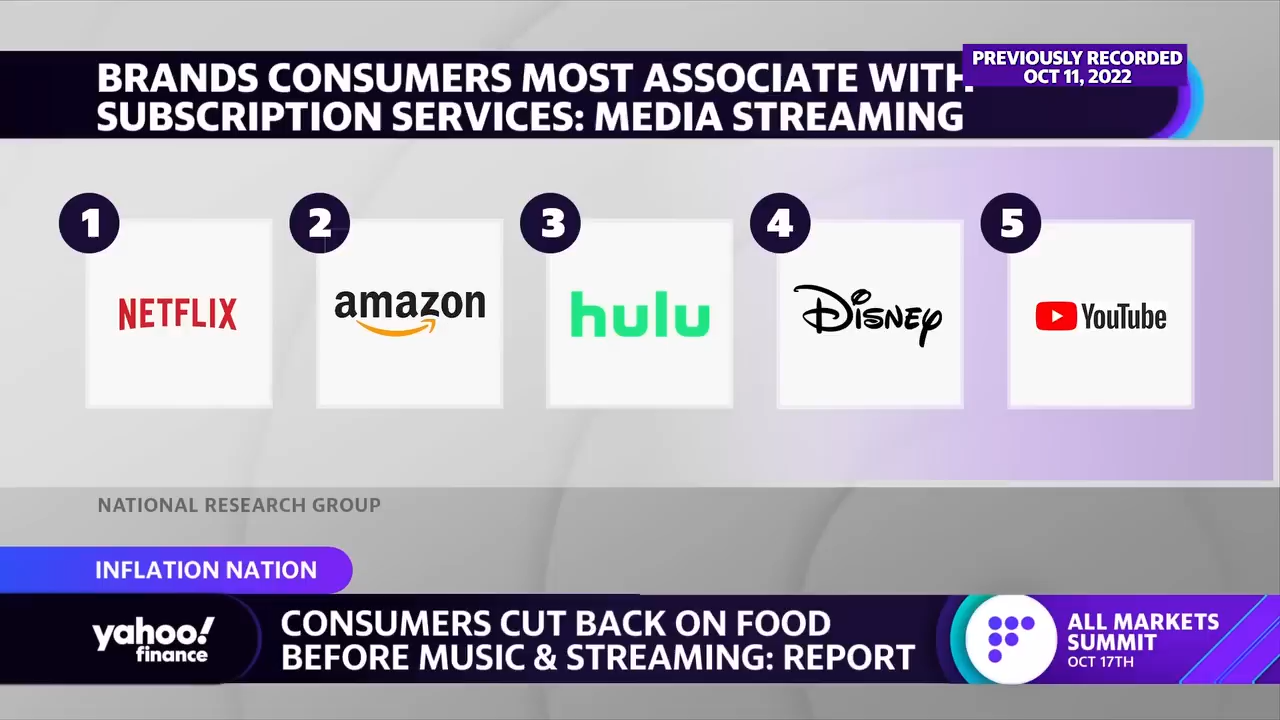 BRANDS CONSUMERS MOST ASSOCIATE WITH
SUBSCRIPTION SERVICES: MEDIA STREAMING
PREVIOUSLY RECORDED
OCT 11, 2022
1
NETFLIX
2
amazon
3
hulu
4
Disney
5
YouTube
NATIONAL RESEARCH GROUP
INFLATION NATION
yahoo!
finance
CONSUMERS CUT BACK ON FOOD
BEFORE MUSIC & STREAMING: REPORT
ALL MARKETS
SUMMIT
OCT 17TH